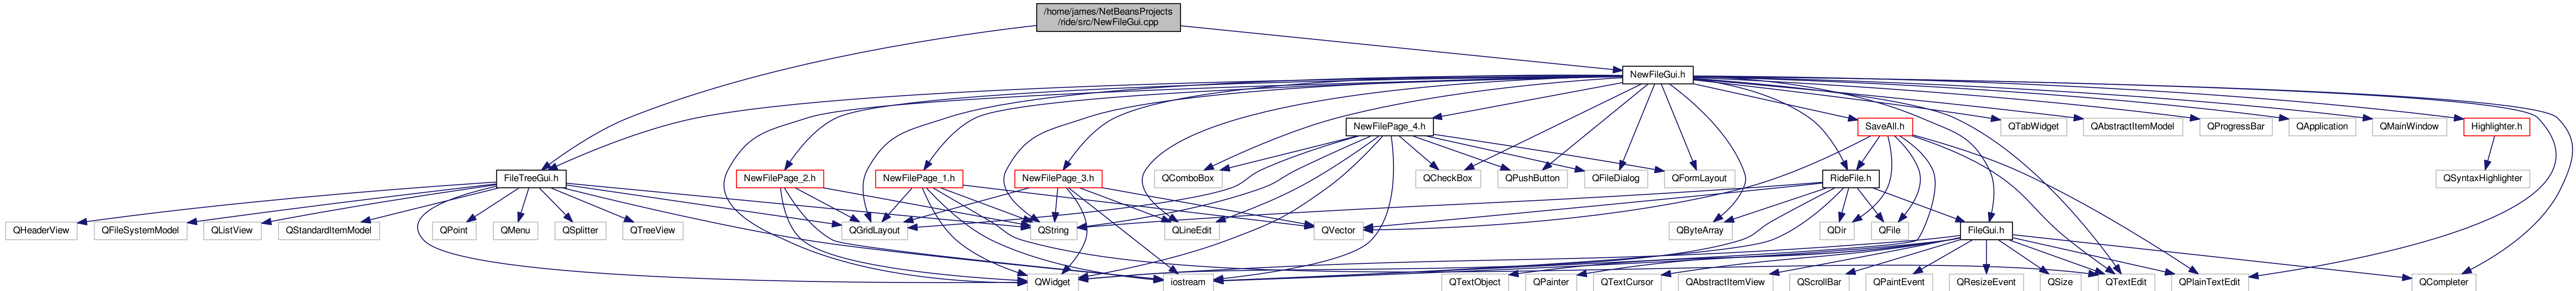 /home/james/NetBeansProjects
/ride/src/NewFileGui.cpp
NewFileGui.h
NewFilePage_4.h
SaveAll.h
QTabWidget
QAbstractItemModel
QProgressBar
QApplication
QMainWindow
Highlighter.h
FileTreeGui.h
NewFilePage_2.h
NewFilePage_1.h
NewFilePage_3.h
QComboBox
QCheckBox
QPushButton
QFileDialog
QFormLayout
RideFile.h
QSyntaxHighlighter
QHeaderView
QFileSystemModel
QListView
QStandardItemModel
QPoint
QMenu
QSplitter
QTreeView
QGridLayout
QString
QLineEdit
QVector
QByteArray
QDir
QFile
FileGui.h
QWidget
iostream
QTextObject
QPainter
QTextCursor
QAbstractItemView
QScrollBar
QPaintEvent
QResizeEvent
QSize
QTextEdit
QPlainTextEdit
QCompleter